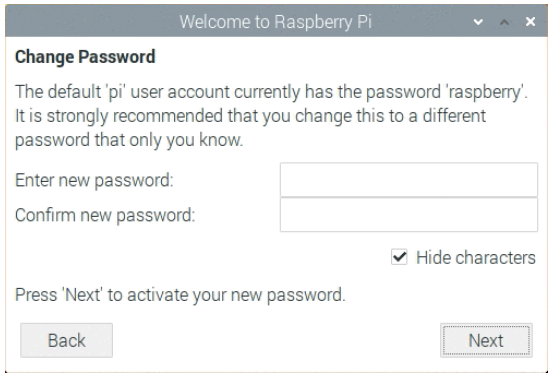 Welcome to Raspberry Pi
Change Password
The default 'pi' user account currently has the password 'raspberry'.
It is strongly recommended that you change this to a different
password that only you know.
Enter new password:
Confirm new password:
Hide characters
Press 'Next' to activate your new password.
Back Next